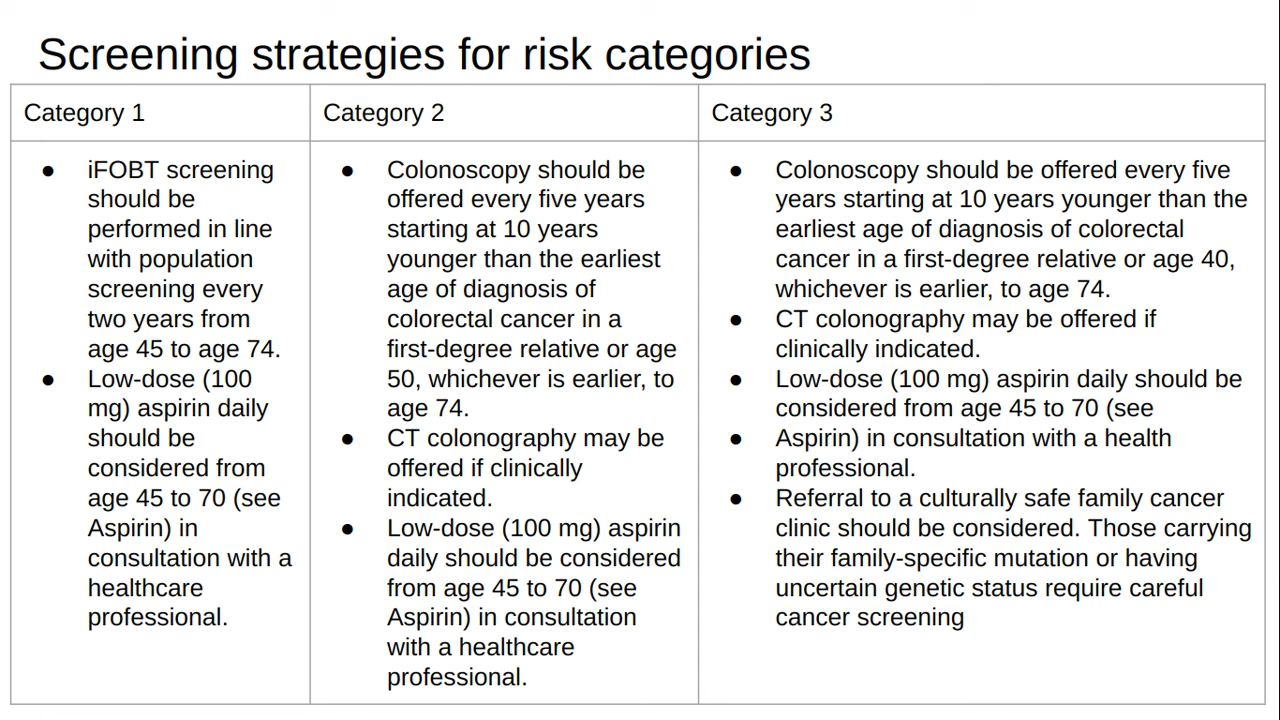 Screening strategies for risk categories
Category 1
Category 2
Category 3
● iFOBT screening
should be
performed in line
with population
screening every
two years from
age 45 to age 74.
● Low-dose (100
mg) aspirin daily
should be
considered from
age 45 to 70 (see
Aspirin) in
consultation with a
healthcare
professional.
● Colonoscopy should be
offered every five years
starting at 10 years
younger than the earliest
age of diagnosis of
colorectal cancer in a
first-degree relative or age
50, whichever is earlier, to
age 74.
● CT colonography may be
offered if clinically
indicated.
● Low-dose (100 mg) aspirin
daily should be considered
from age 45 to 70 (see
Aspirin) in consultation
with a healthcare
professional.
● Colonoscopy should be offered every five
years starting at 10 years younger than the
earliest age of diagnosis of colorectal
cancer in a first-degree relative or age 40,
whichever is earlier, to age 74.
● CT colonography may be offered if
clinically indicated.
● Low-dose (100 mg) aspirin daily should be
considered from age 45 to 70 (see
● Aspirin) in consultation with a health
professional.
● Referral to a culturally safe family cancer
clinic should be considered. Those carrying
their family-specific mutation or having
uncertain genetic status require careful
cancer screening